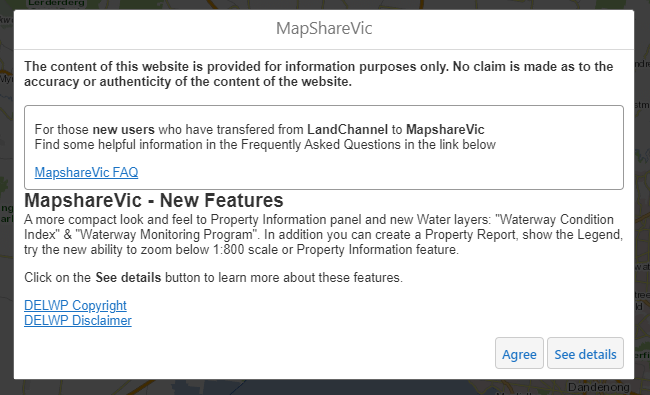 Lerderderg
MapShareVic
The content of this website is provided for information purposes only. No claim is made as to the
accuracy or authenticity of the content of the website.
For those new users who have transfered from LandChannel to MapshareVic
Find some helpful information in the Frequently Asked Questions in the link below
MapshareVic FAQ
MapshareVic - New Features
A more compact look and feel to Property Information panel and new Water layers: "Waterway Condition
Index" & "Waterway Monitoring Program". In addition you can create a Property Report, show the Legend,
try the new ability to zoom below 1:800 scale or Property Information feature.
Click on the See details button to learn more about these features.
DELWP Copyright
DELWP Disclaimer
Agree See details
Dandenong